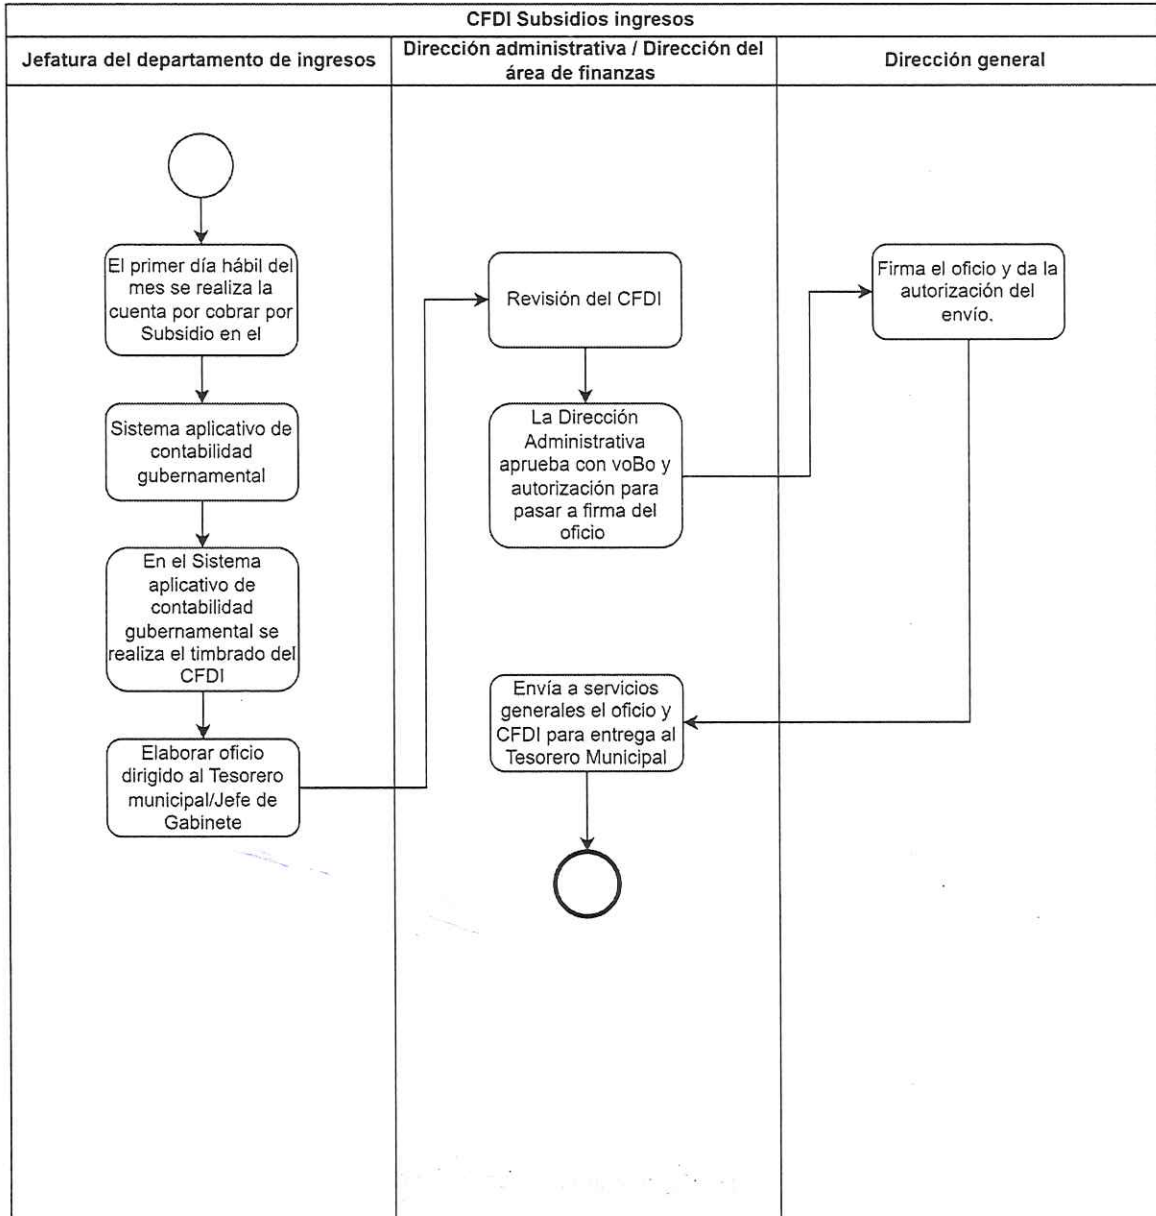 CFDI Subsidios ingresos
Jefatura del departamento de ingresos
Dirección administrativa / Dirección del
área de finanzas
Dirección general
El primer día hábil del
mes se realiza la
cuenta por cobrar por
Subsidio en el
Sistema aplicativo de
contabilidad
gubernamental
En el Sistema
aplicativo de
contabilidad
gubernamental se
realiza el timbrado del
CFDI
Elaborar oficio
dirigido al Tesorero
municipal/Jefe de
Gabinete
Revisión del CFDI
La Dirección
Administrativa
aprueba con voBo y
autorización para
pasar a firma del
oficio
Firma el oficio y da la
autorización del
envío.
Envía a servicios
generales el oficio y
CFDI para entrega al
Tesorero Municipal